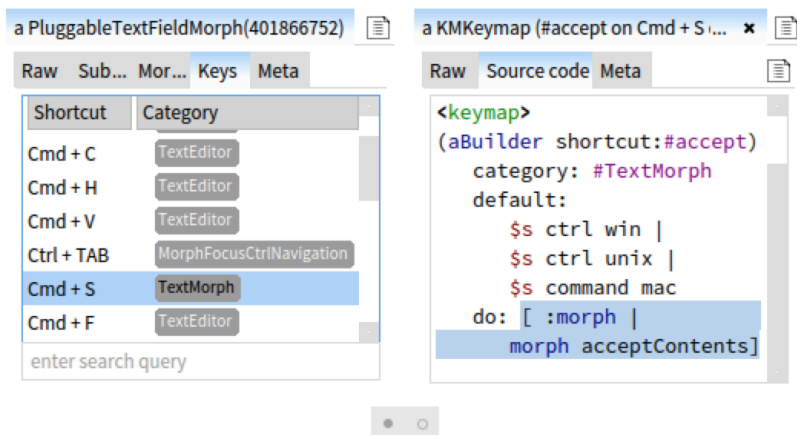 a PluggableTextFieldMorph(401866752)
Raw Sub... Mor... Keys Meta
Shortcut Category
Cmd + C TextEditor
Cmd + H TextEditor
Cmd + V TextEditor
Ctrl + TAB MorphFocusCtrlNavigation
Cmd + S TextMorph
Cmd + F TextEditor
enter search query
a KMKeymap (#accept on Cmd + S ... ×
Raw Source code Meta
<keymap>
(aBuilder shortcut:#accept)
category: #TextMorph
default:
$s ctrl win |
$s ctrl unix |
$s command mac
do: [ :morph |
morph acceptContents]